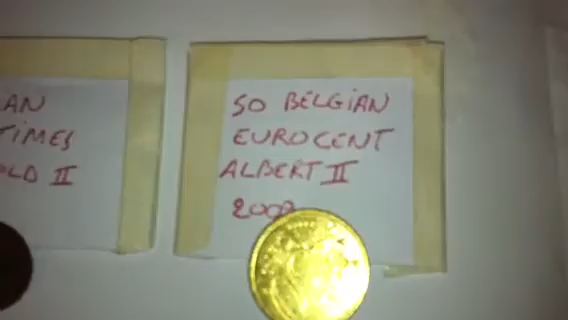 AN
TIMES
OLD II
50 BELGIAN
EUROCENT
ALBERT II